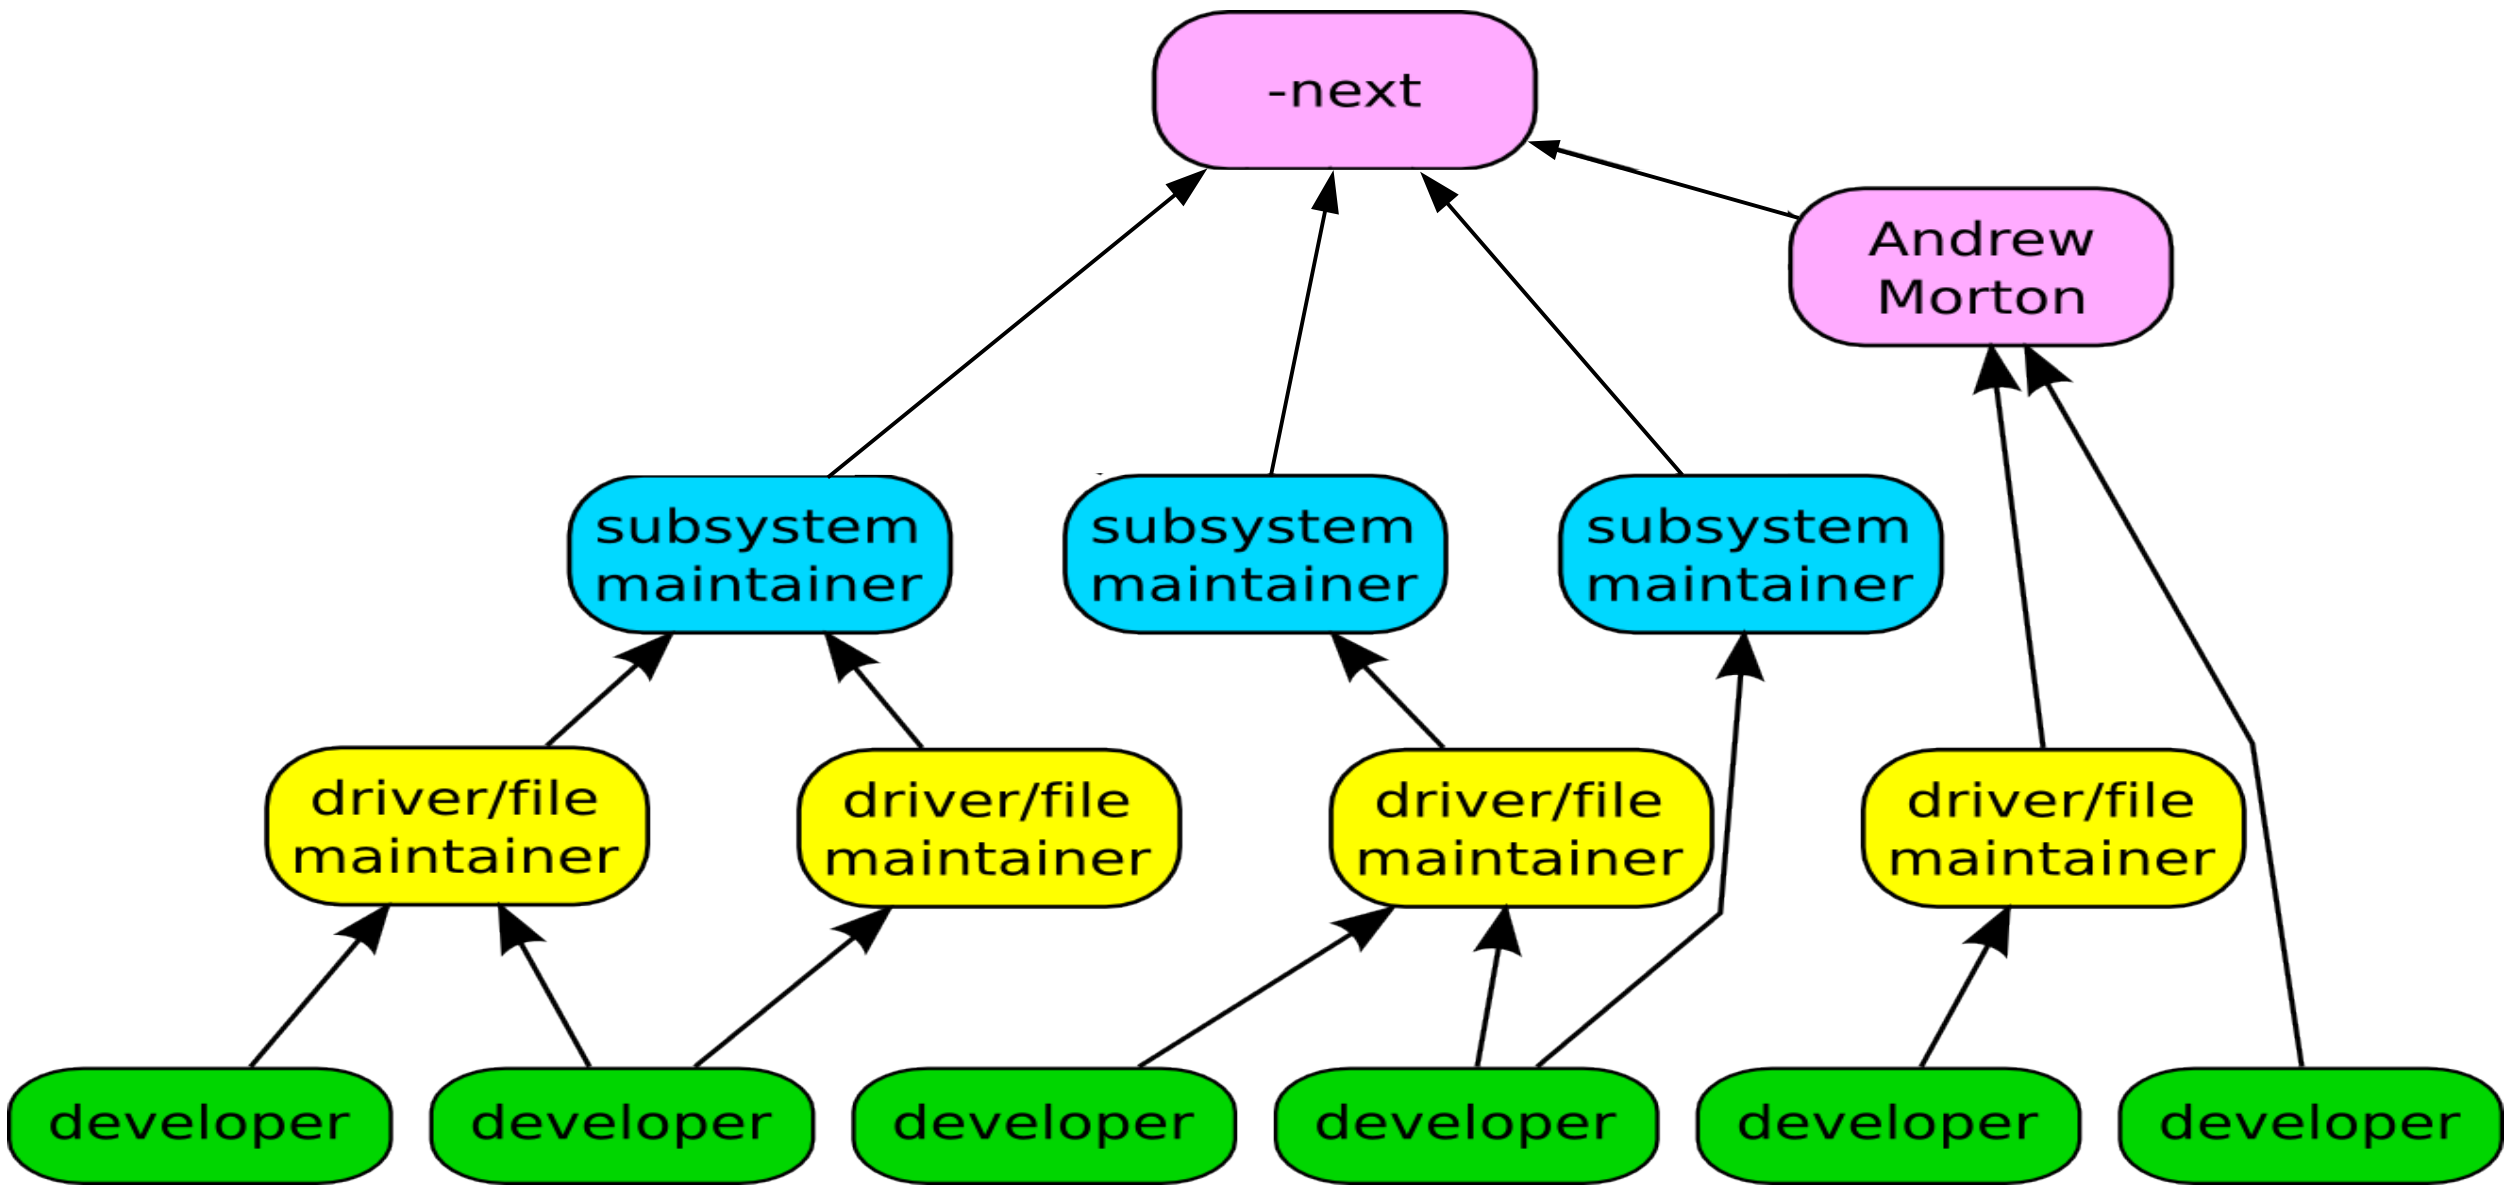 -next
Andrew
Morton
subsystem
maintainer
subsystem
maintainer
subsystem
maintainer
driver/file
maintainer
driver/file
maintainer
driver/file
maintainer
driver/file
maintainer
developer
developer
developer
developer
developer
developer